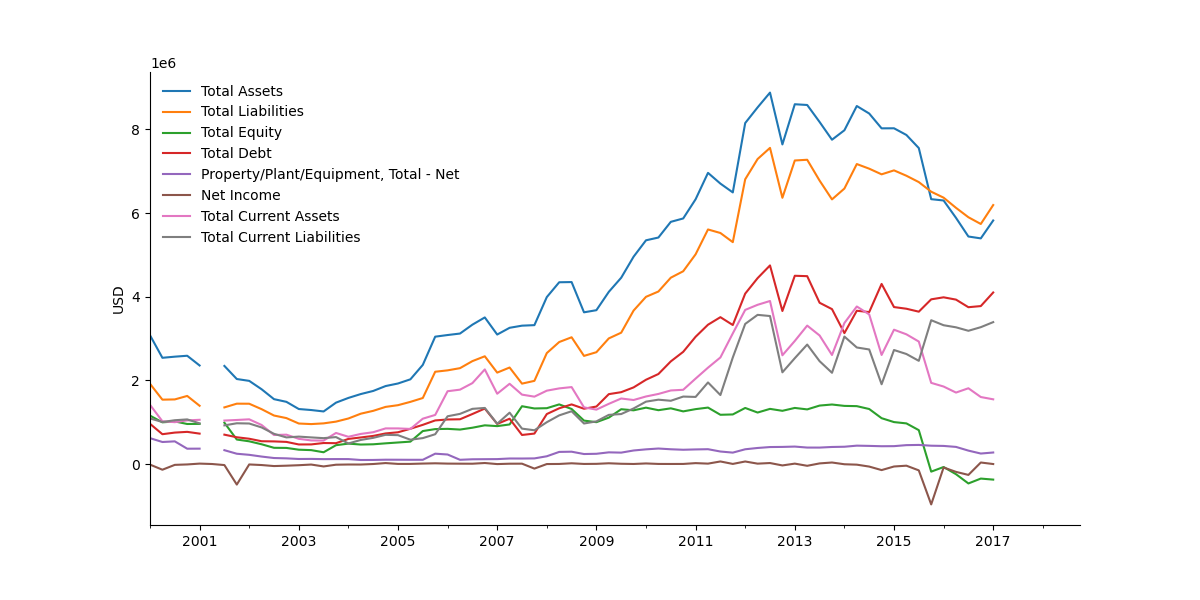 1e6
Total Assets
Total Liabilities
Total Equity
Total Debt
Property/Plant/Equipment, Total - Net
Net Income
Total Current Assets
Total Current Liabilities
8
6
4
2
0
USD
2001 2003 2005 2007 2009 2011 2013 2015 2017